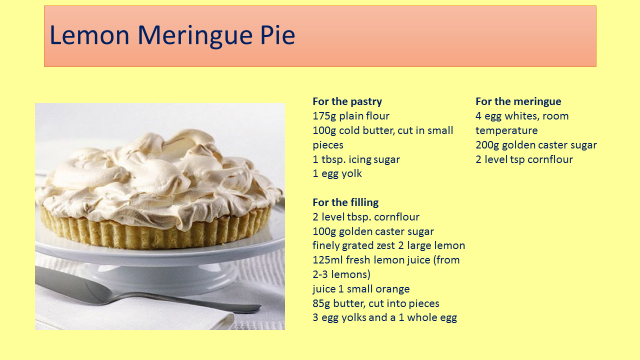 Lemon Meringue Pie
For the pastry
175g plain flour
100g cold butter, cut in small
pieces
1 tbsp. icing sugar
1 egg yolk
For the filling
2 level tbsp. cornflour
100g golden caster sugar
finely grated zest 2 large lemon
125ml fresh lemon juice (from
2-3 lemons)
juice 1 small orange
85g butter, cut into pieces
3 egg yolks and a 1 whole egg
For the meringue
4 egg whites, room
temperature
200g golden caster sugar
2 level tsp cornflour